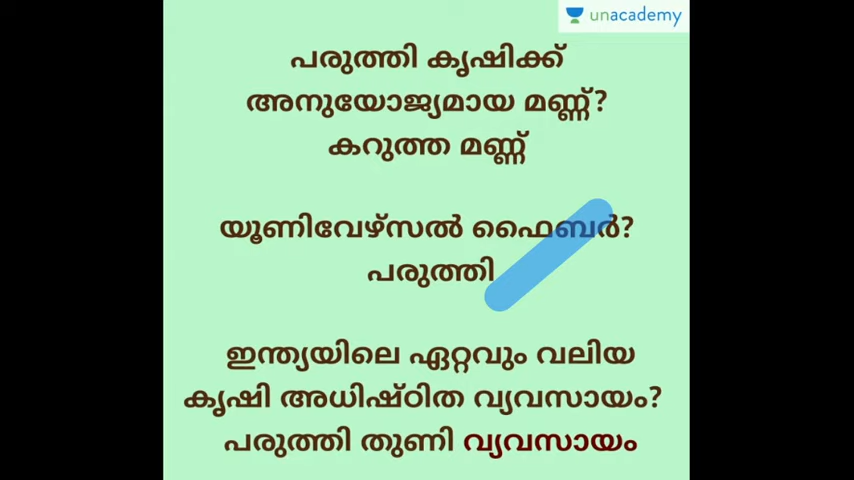 unacademy
പരുത്തി കൃഷിക്ക്
അനുയോജ്യമായ മണ്ണ്?
കറുത്ത മണ്ണ്
യൂണിവേഴ്സൽ ഫൈബർ?
പരുത്തി
ഇന്ത്യയിലെ ഏറ്റവും വലിയ
കൃഷി അധിഷ്ഠിത വ്യവസായം?
പരുത്തി തുണി വ്യവസായം